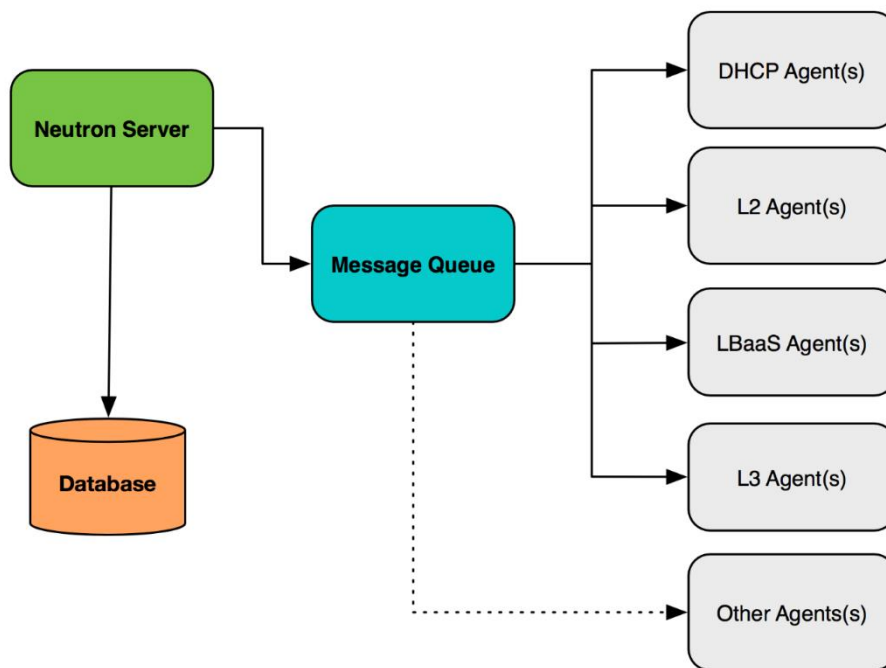 Neutron Server
Message Queue
Database
DHCP Agent(s)
L2 Agent(s)
LBaaS Agent(s)
L3 Agent(s)
Other Agents(s)